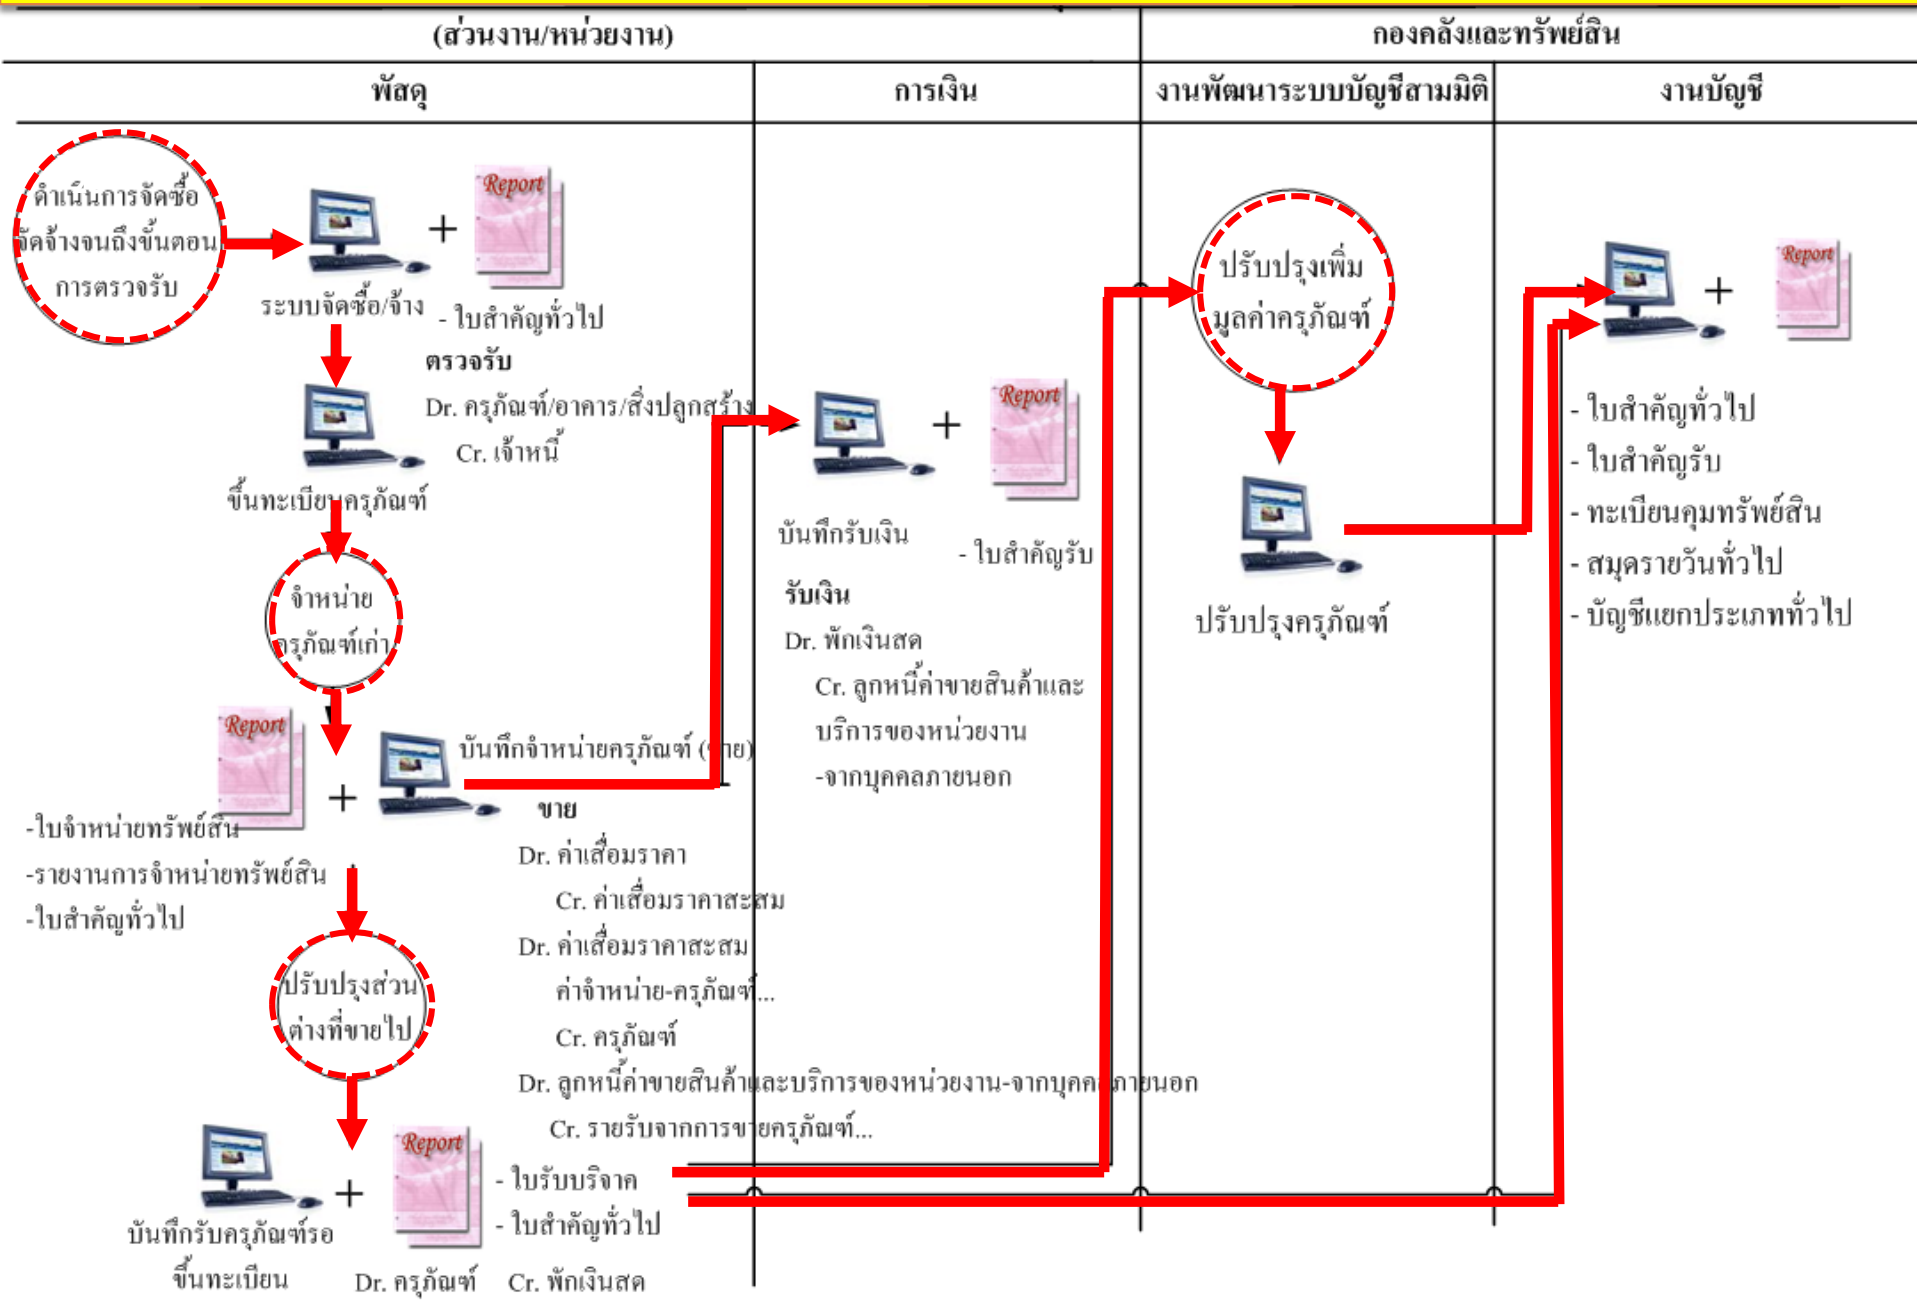 (ส่วนงาน/หน่วยงาน)
กองคลังและทรัพย์สิน
พัสดุ
การเงิน
งานพัฒนาระบบบัญชีสามมิติ
งานบัญชี
ดำเนินการจัดซื้อ
จัดจ้างจนถึงขั้นตอน
การตรวจรับ
Report
ระบบจัดซื้อ/จ้าง
- ใบสำคัญทั่วไป
ตรวจรับ
Dr. ครุภัณฑ์/อาคาร/สิ่งปลูกสร้าง
Cr. เจ้าหนี้
ขึ้นทะเบียนครุภัณฑ์
จำหน่าย
ครุภัณฑ์เก่า
Report
บันทึกจำหน่ายครุภัณฑ์ (ขาย)
-ใบจำหน่ายทรัพย์สิน
-รายงานการจำหน่ายทรัพย์สิน
-ใบสำคัญทั่วไป
ขาย
Dr. ค่าเสื่อมราคา
Cr. ค่าเสื่อมราคาสะสม
Dr. ค่าเสื่อมราคาสะสม
ค่าจำหน่าย-ครุภัณฑ์...
Cr. ครุภัณฑ์
Dr. ลูกหนี้ค่าขายสินค้าและบริการของหน่วยงาน-จากบุคคลภายนอก
Cr. รายรับจากการขายครุภัณฑ์...
ปรับปรุงส่วน
ต่างที่ขายไป
Report
- ใบรับบริจาค
- ใบสำคัญทั่วไป
บันทึกรับครุภัณฑ์รอ
ขึ้นทะเบียน
Dr. ครุภัณฑ์ Cr. พักเงินสด
Report
บันทึกรับเงิน
- ใบสำคัญรับ
รับเงิน
Dr. พักเงินสด
Cr. ลูกหนี้ค่าขายสินค้าและ
บริการของหน่วยงาน
-จากบุคคลภายนอก
ปรับปรุงเพิ่ม
มูลค่าครุภัณฑ์
ปรับปรุงครุภัณฑ์
Report
- ใบสำคัญทั่วไป
- ใบสำคัญรับ
- ทะเบียนคุมทรัพย์สิน
- สมุดรายวันทั่วไป
- บัญชีแยกประเภททั่วไป
+
+
+
+
+